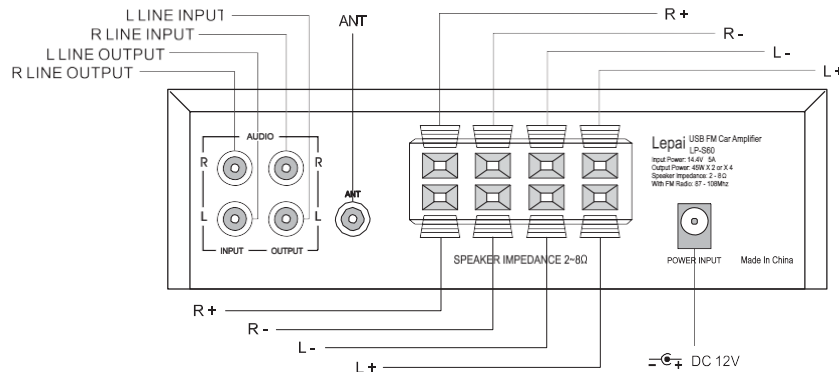 L LINE INPUT
R LINE INPUT
L LINE OUTPUT
R LINE OUTPUT
ANT
R+
R-
L-
L+
AUDIO
R
R
L
L
INPUT
OUTPUT
ANT
SPEAKER IMPEDANCE 2~8Ω
Lepai USB FM Car Amplifier
LP-S60
Input Power: 14.4V 5A
Output Power: 45W X 2 or X 4
Speaker Impedance: 2 - 8Ω
With FM Radio: 87 - 108Mhz
POWER INPUT
Made In China
R+
R-
L-
L+
- + DC 12V